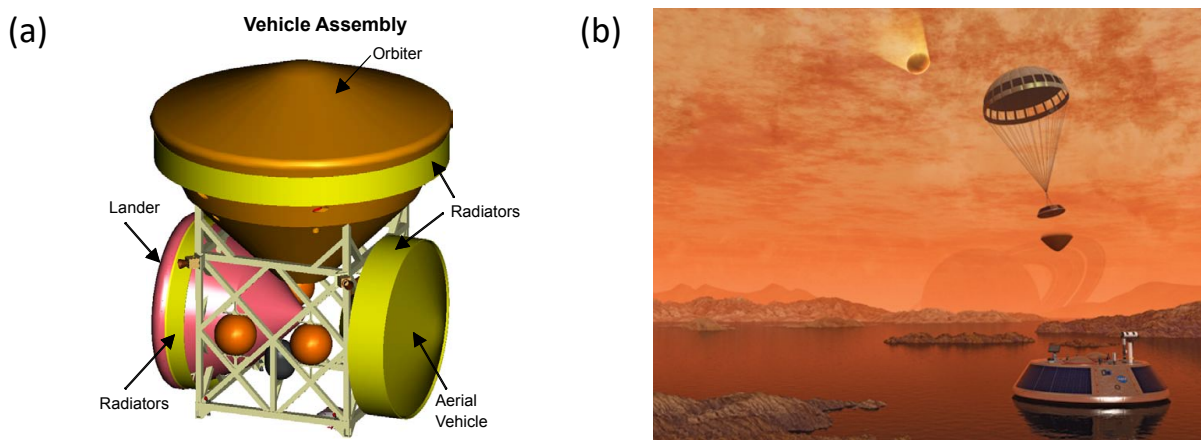 (a)
Vehicle Assembly
Orbiter
Lander
Radiators
Radiators
Aerial
Vehicle
(b)